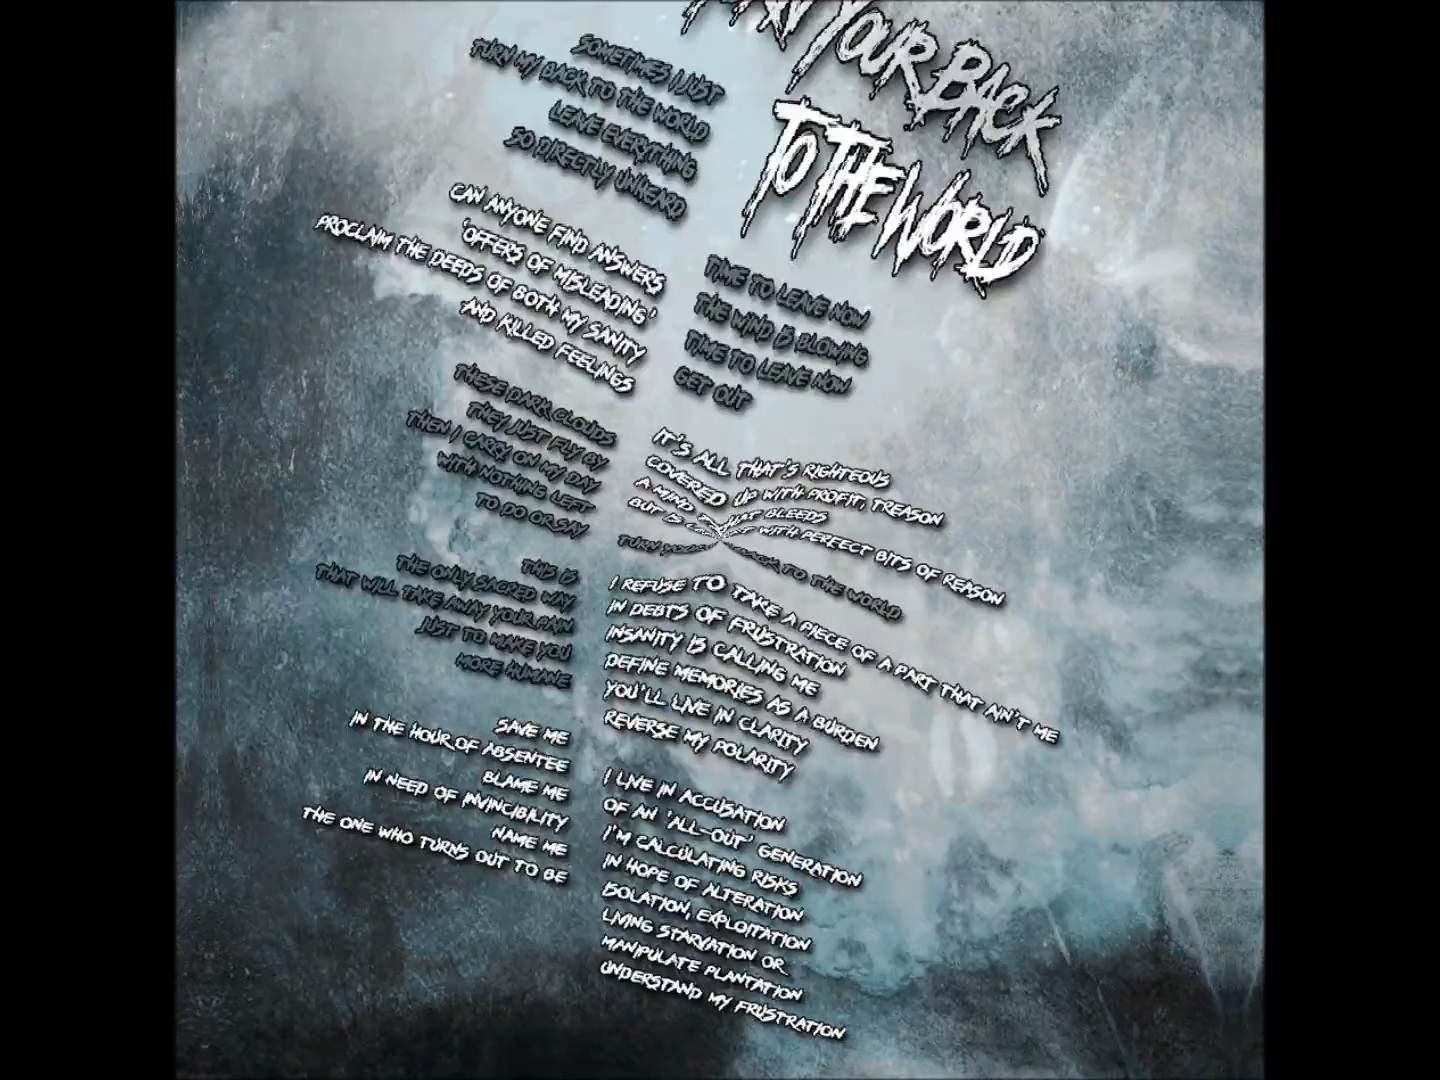 YOUR BACK
TO THE WORLD
SOMETIMES I JUST
TURN MY BACK TO THE WORLD
LEAVE EVERYTHING
SO DIRECTLY UNHEARD
CAN ANYONE FIND ANSWERS
'OFFERS OF MISLEADING'
PROCLAIM THE DEEDS OF BOTH MY SANITY
AND KILLED FEELINGS
THESE DARK CLOUDS
THEY JUST FLY BY
THEN I CARRY ON MY DAY
WITH NOTHING LEFT
TO DO OR SAY
THIS IS
THE ONLY SACRED WAY
THAT WILL TAKE AWAY YOUR PAIN
JUST TO MAKE YOU
MORE HUMANE
SAVE ME
IN THE HOUR OF ABSENTEE
BLAME ME
IN NEED OF INVINCIBILITY
NAME ME
THE ONE WHO TURNS OUT TO BE
TIME TO LEAVE NOW
THE WIND IS BLOWING
TIME TO LEAVE NOW
GET OUT
IT'S ALL THAT'S RIGHTEOUS
COVERED UP WITH PROFIT, TREASON
A MIND THAT BLEEDS
BUT IS WITH PERFECT BITS OF REASON
TURN YOUR BACK TO THE WORLD
I REFUSE TO TAKE A PIECE OF A PART THAT AIN'T ME
IN DEBTS OF FRUSTRATION
INSANITY IS CALLING ME
DEFINE MEMORIES AS A BURDEN
YOU'LL LIVE IN CLARITY
REVERSE MY POLARITY
I LIVE IN ACCUSATION
OF AN 'ALL-OUT' GENERATION
I'M CALCULATING RISKS
IN HOPE OF ALTERATION
ISOLATION, EXPLOITATION
LIVING STARVATION OR
MANIPULATE PLANTATION
UNDERSTAND MY FRUSTRATION